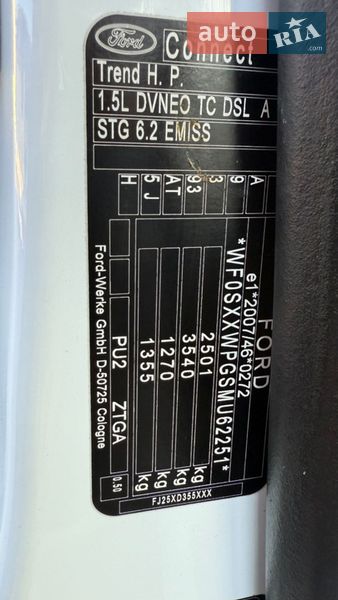 auto
RIA
.com
Ford
Connect
Trend H. P.
1.5L DVNEO TC DSL A
STG 6.2 EMISS
H 5J AT 93 3 9 A
FORD
e1*2007/46*0272
*WF0SXXWPGSMU62251*
2501 kg
3540 kg
1270 kg
1355 kg
PU2 ZTGA 0.50
Ford-Werke GmbH D-50725 Cologne
FJ25XD355XXX